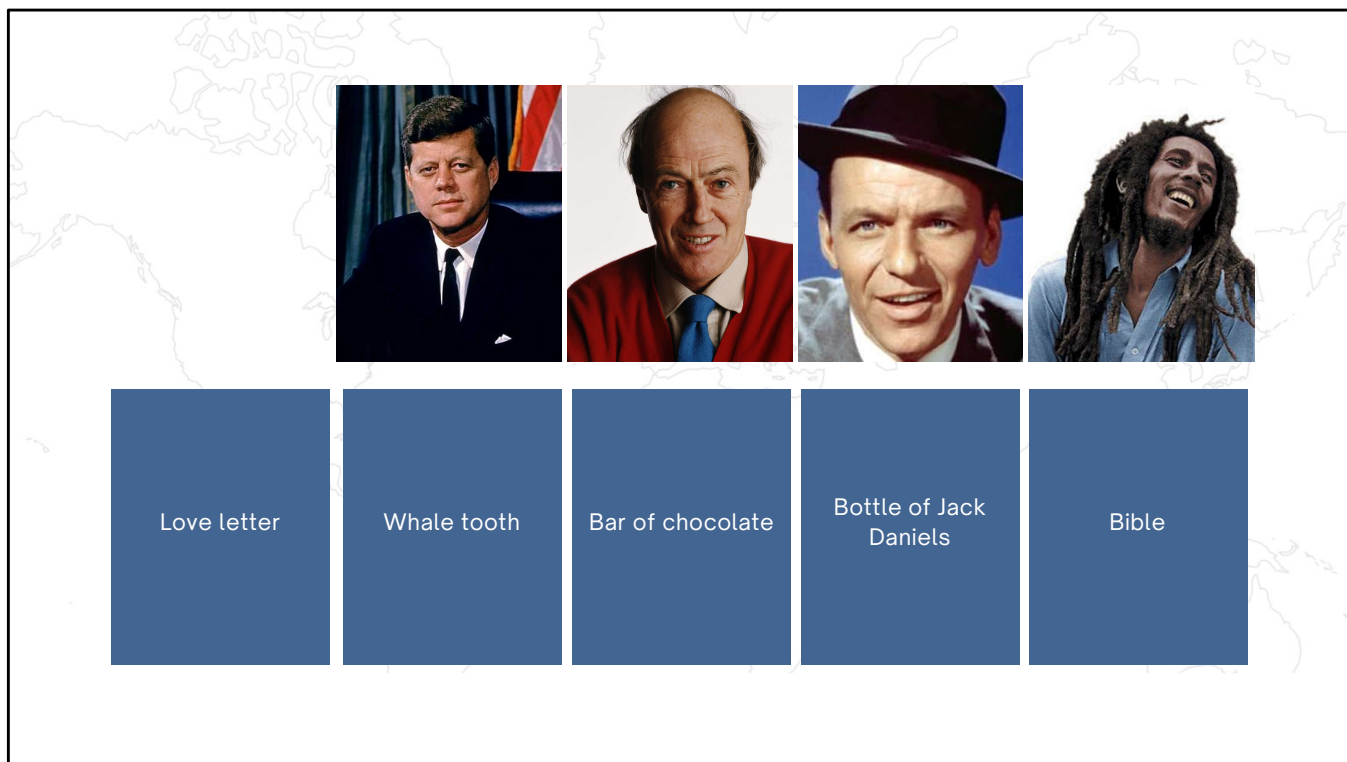 Love letter
Whale tooth
Bar of chocolate
Bottle of Jack
Daniels
Bible